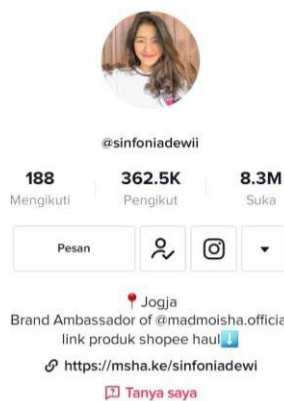 @sinfoniadewii
188 362.5K 8.3M
Mengikuti Pengikut Suka
Pesan
Jogja
Brand Ambassador of @madmoisha.officia
link produk shopee haul
https://msha.ke/sinfoniadewi
Tanya saya